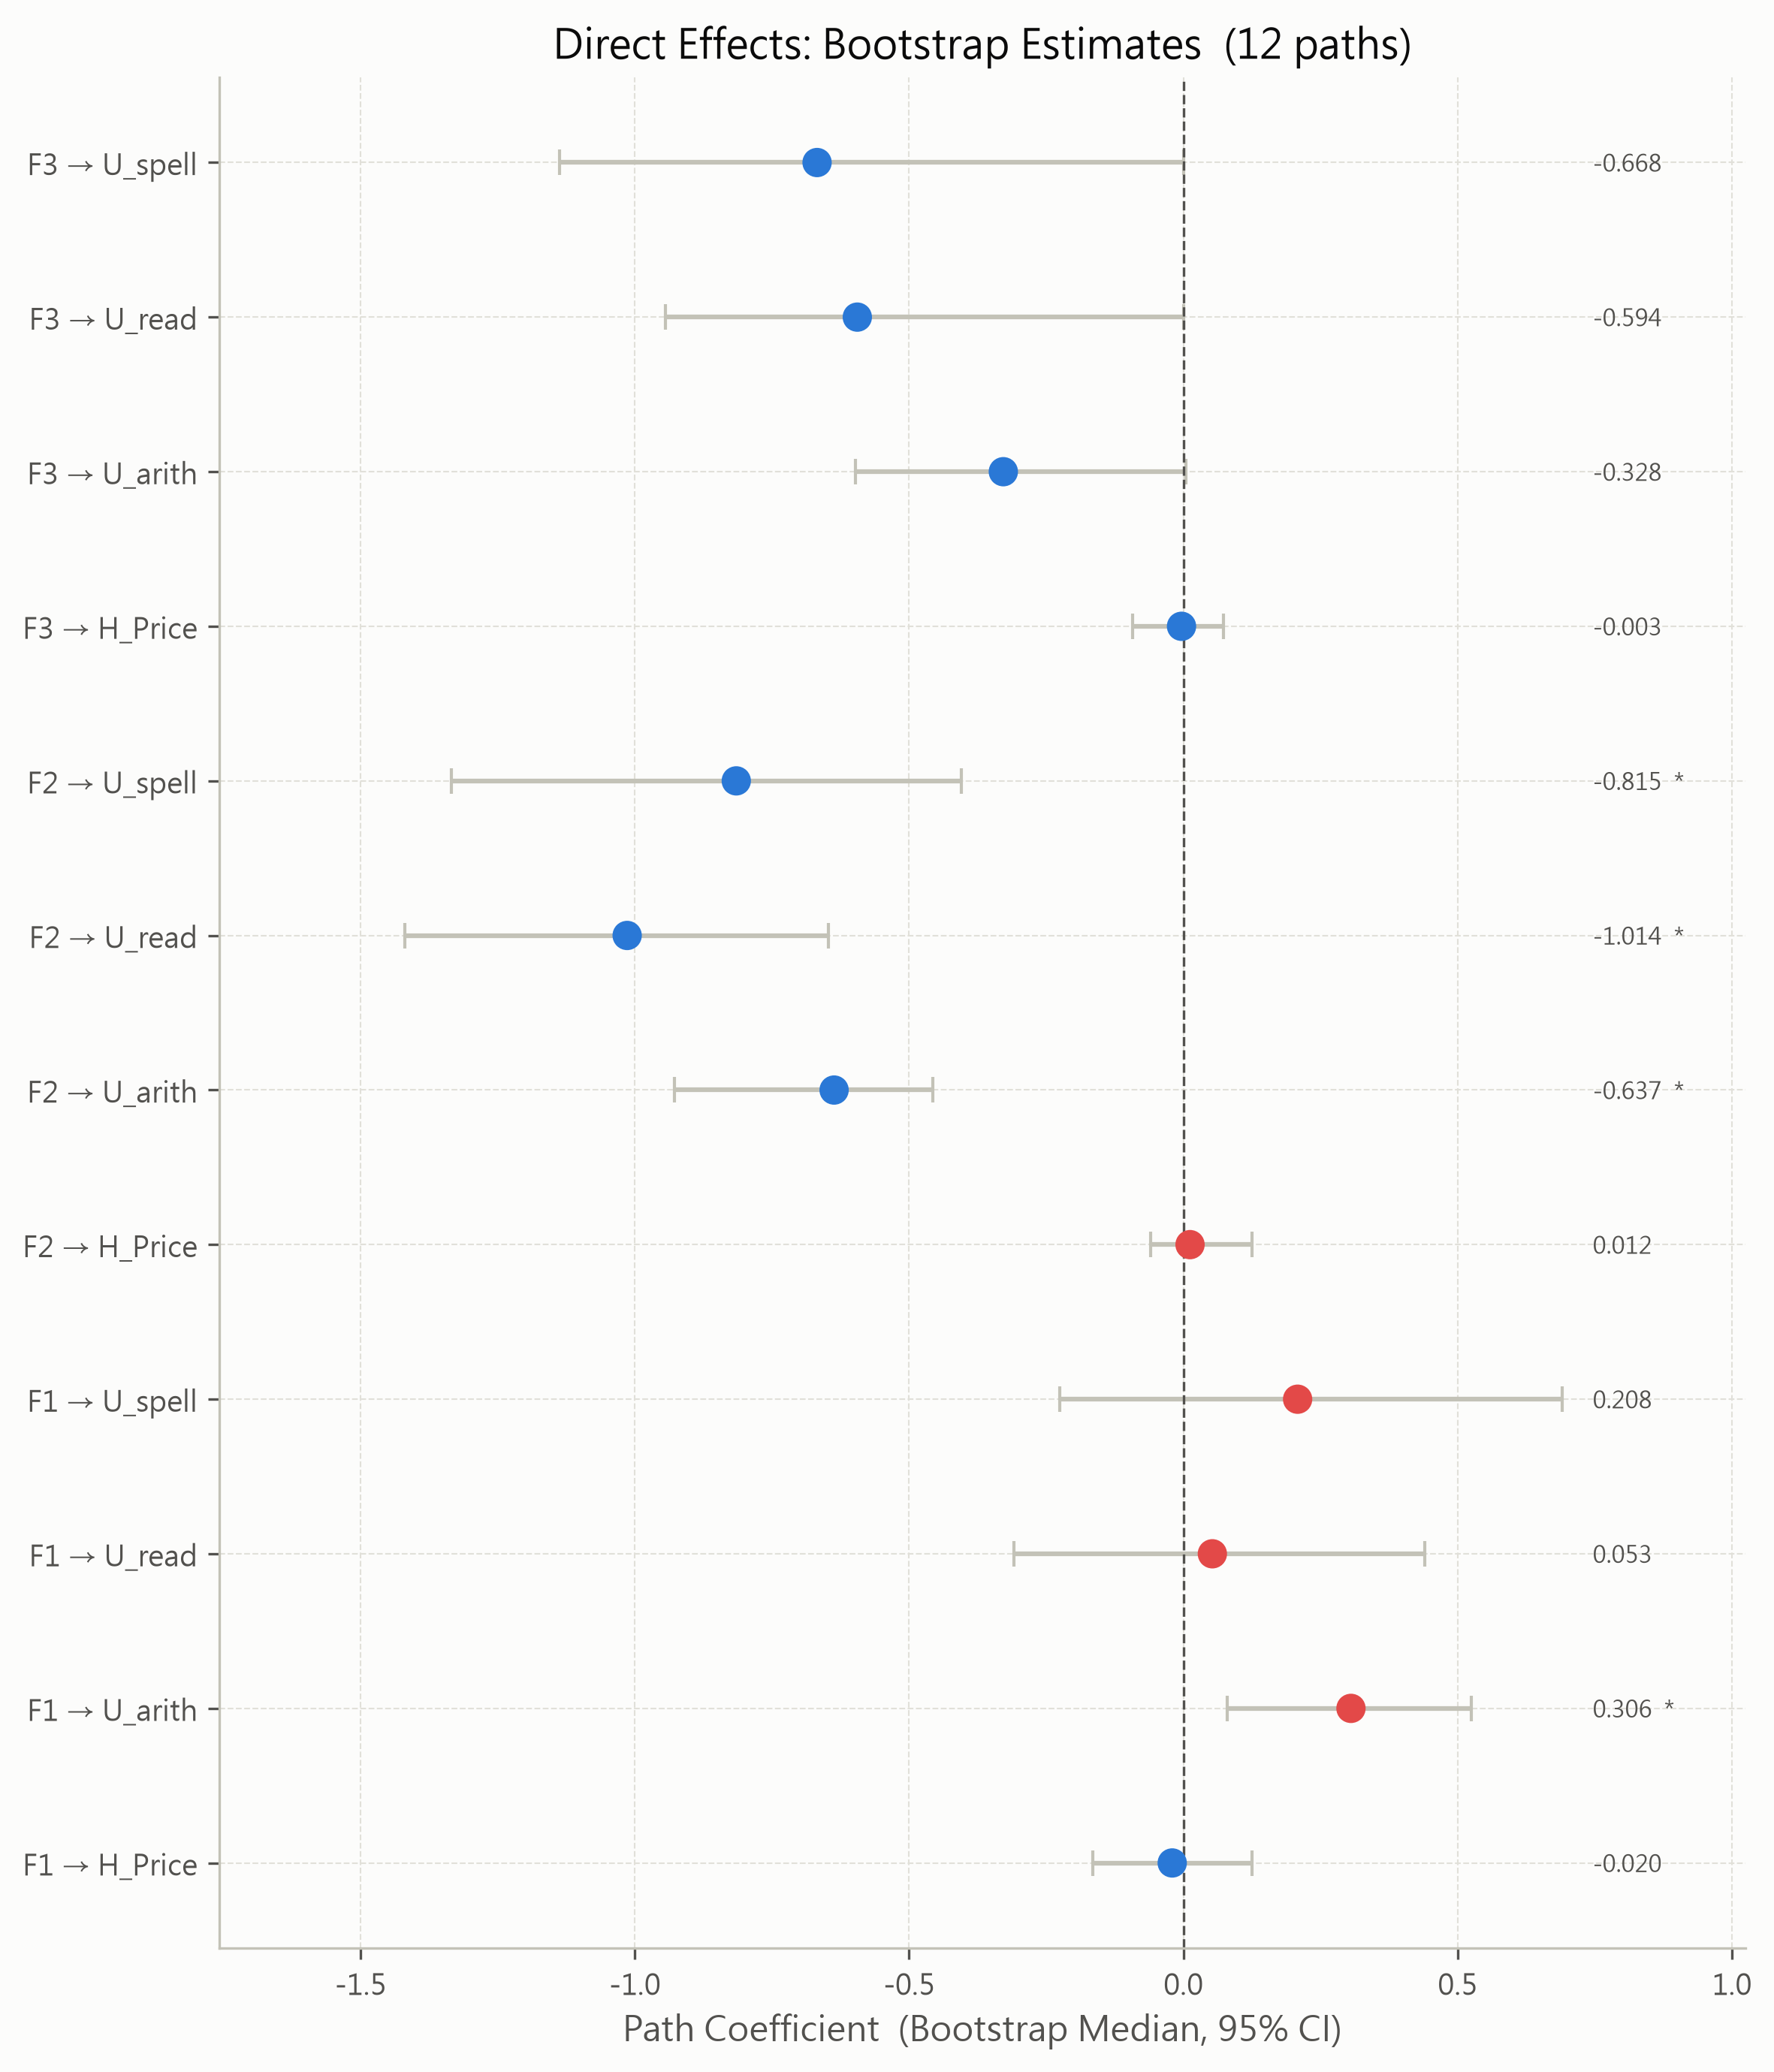 Direct Effects: Bootstrap Estimates (12 paths)
F3 → U_spell -0.668
F3 → U_read -0.594
F3 → U_arith -0.328
F3 → H_Price -0.003
F2 → U_spell -0.815 *
F2 → U_read -1.014 *
F2 → U_arith -0.637 *
F2 → H_Price 0.012
F1 → U_spell 0.208
F1 → U_read 0.053
F1 → U_arith 0.306 *
F1 → H_Price -0.020
-1.5 -1.0 -0.5 0.0 0.5 1.0
Path Coefficient (Bootstrap Median, 95% CI)